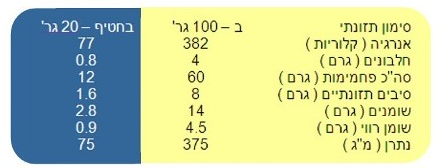 סימון תזונתי ב – 100 גר' בחטיף – 20 גר'
אנרגיה ( קלוריות ) 382 77
חלבונים ( גרם ) 4 0.8
סה"כ פחמימות ( גרם ) 60 12
סיבים תזונתיים ( גרם ) 8 1.6
שומנים ( גרם ) 14 2.8
שומן רווי ( גרם ) 4.5 0.9
נתרן ( מ"ג ) 375 75